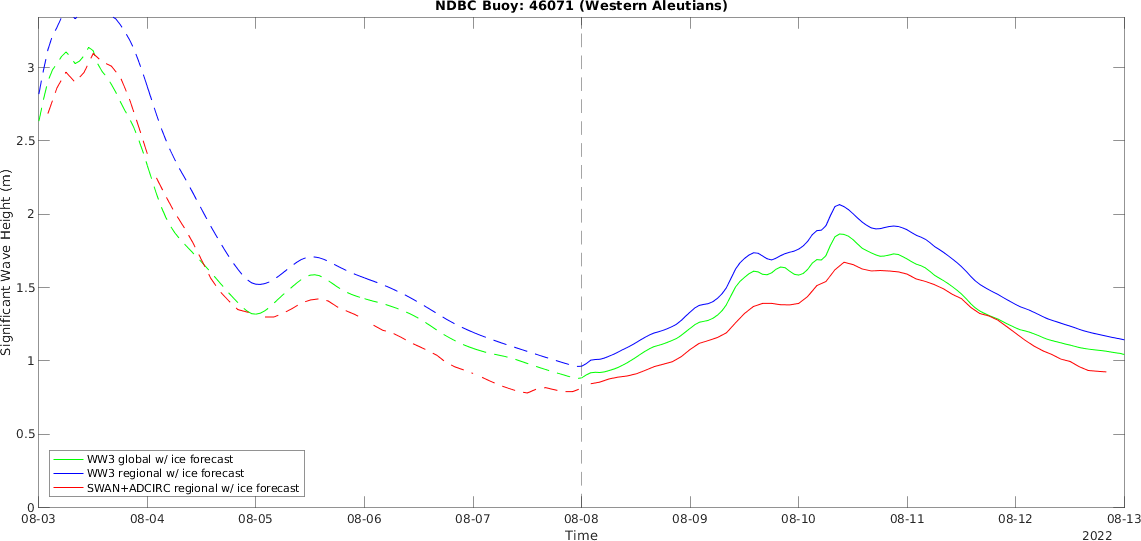 NDBC Buoy: 46071 (Western Aleutians)
Significant Wave Height (m)
3
2.5
2
1.5
1
0.5
0
WW3 global w/ ice forecast
WW3 regional w/ ice forecast
SWAN+ADCIRC regional w/ ice forecast
08-03 08-04 08-05 08-06 08-07 08-08 08-09 08-10 08-11 08-12 08-13
Time
2022